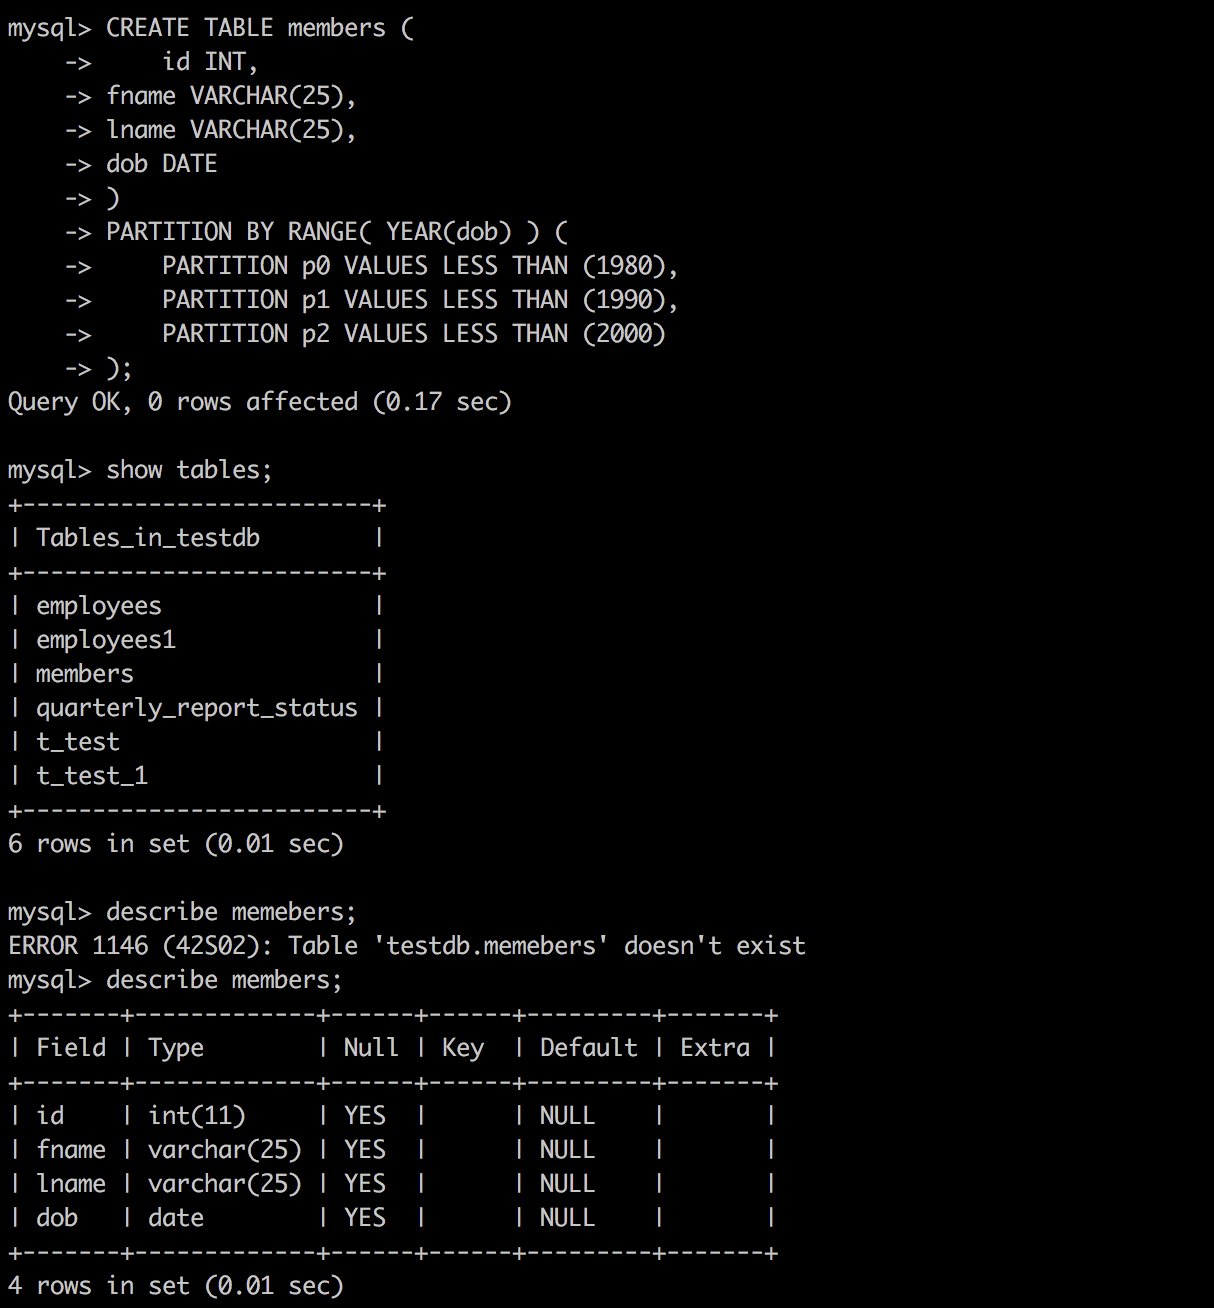 mysql> CREATE TABLE members (
    ->     id INT,
    -> fname VARCHAR(25),
    -> lname VARCHAR(25),
    -> dob DATE
    -> )
    -> PARTITION BY RANGE( YEAR(dob) ) (
    ->     PARTITION p0 VALUES LESS THAN (1980),
    ->     PARTITION p1 VALUES LESS THAN (1990),
    ->     PARTITION p2 VALUES LESS THAN (2000)
    -> );
Query OK, 0 rows affected (0.17 sec)

mysql> show tables;
+-------------------------+
| Tables_in_testdb        |
+-------------------------+
| employees               |
| employees1              |
| members                 |
| quarterly_report_status |
| t_test                  |
| t_test_1                |
+-------------------------+
6 rows in set (0.01 sec)

mysql> describe memebers;
ERROR 1146 (42S02): Table 'testdb.memebers' doesn't exist
mysql> describe members;
+-------+-------------+------+------+---------+-------+
| Field | Type        | Null | Key  | Default | Extra |
+-------+-------------+------+------+---------+-------+
| id    | int(11)     | YES  |      | NULL    |       |
| fname | varchar(25) | YES  |      | NULL    |       |
| lname | varchar(25) | YES  |      | NULL    |       |
| dob   | date        | YES  |      | NULL    |       |
+-------+-------------+------+------+---------+-------+
4 rows in set (0.01 sec)